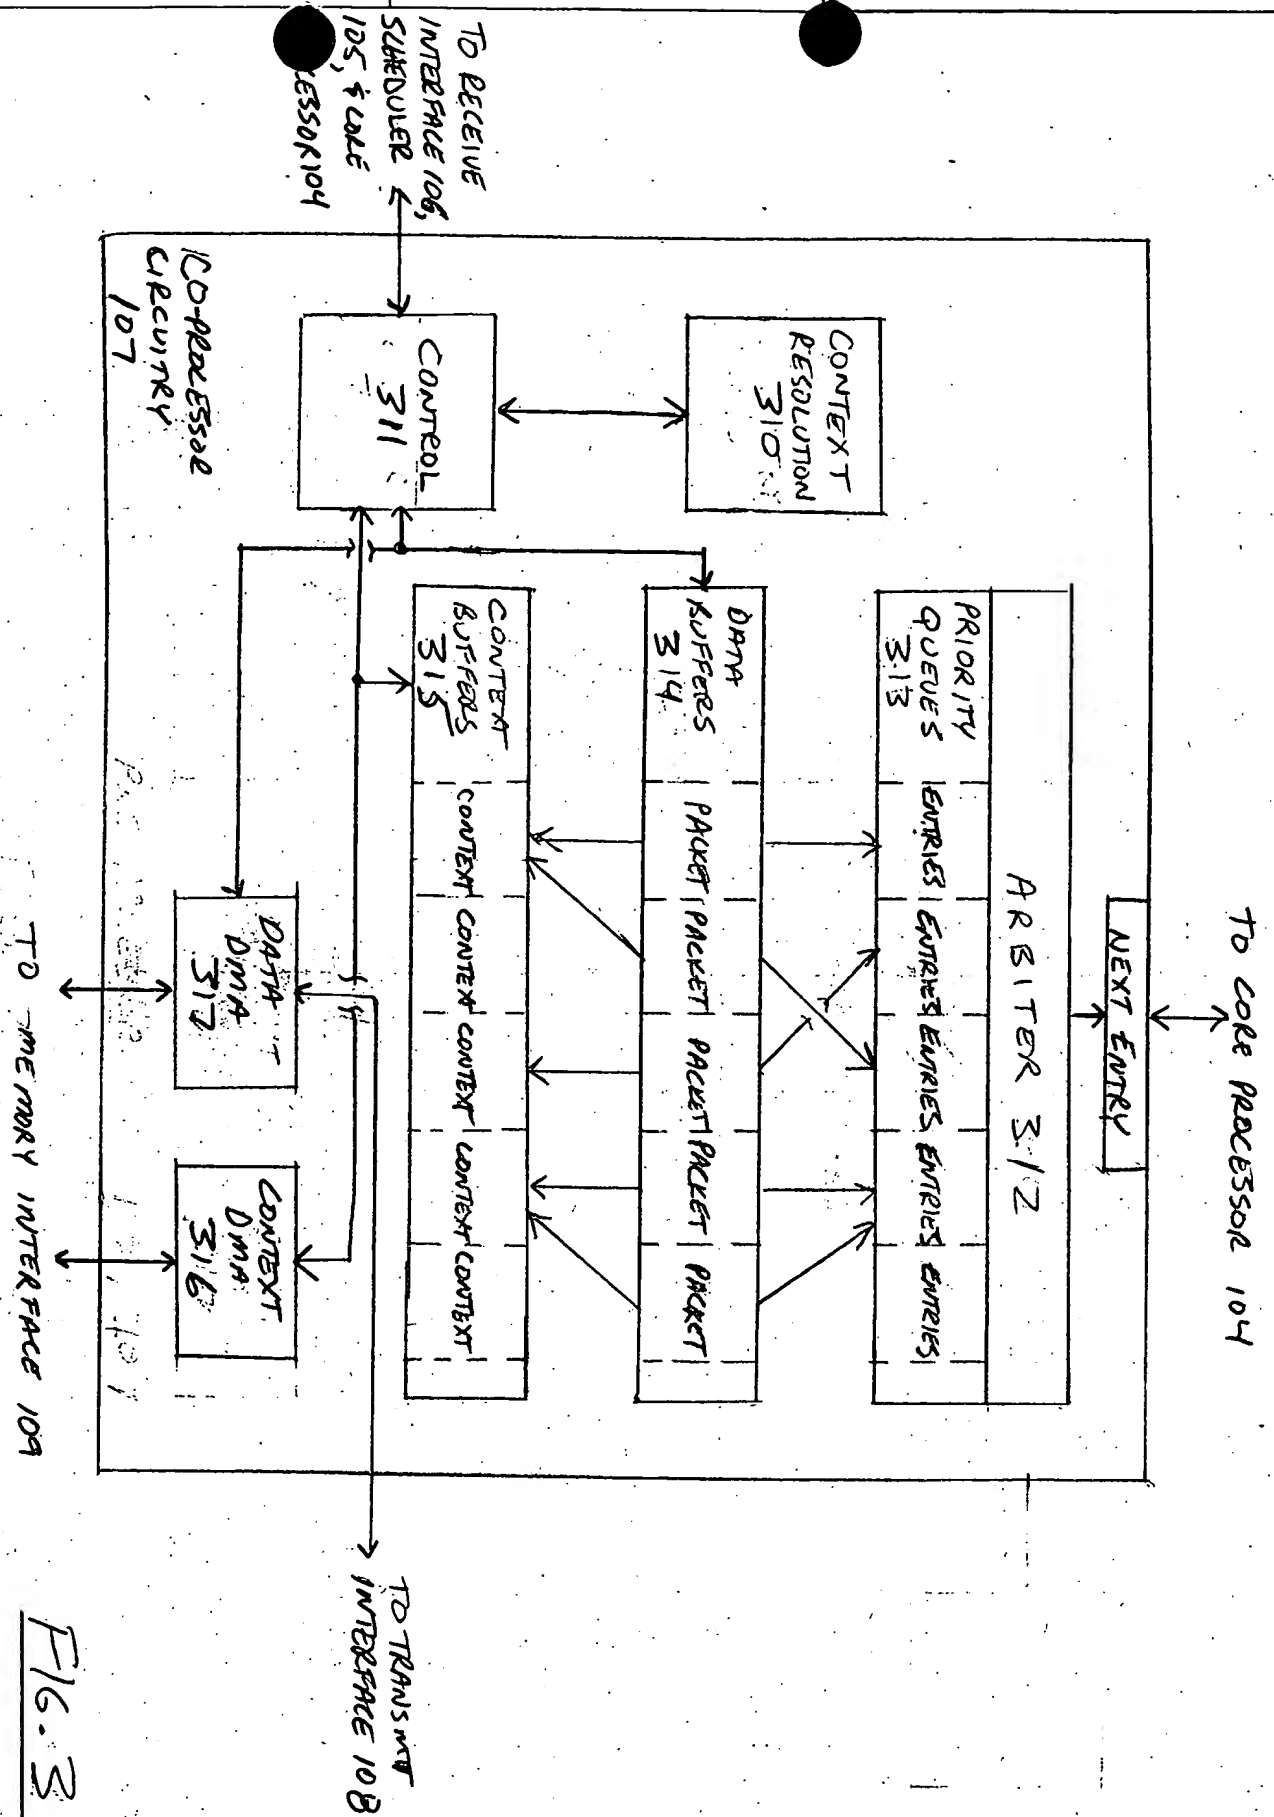 TO CORE PROCESSOR 104
NEXT ENTRY
ARBITER 312
PRIORITY
QUEUES
313
ENTRIES ENTRIES ENTRIES ENTRIES ENTRIES
CONTEXT
RESOLUTION
310
DATA
BUFFERS
314
PACKET PACKET PACKET PACKET PACKET
TO RECEIVE
INTERFACE 106,
SCHEDULER
105, & CORE
CESSOR 104
CONTROL
311
CONTEXT
BUFFERS
315
CONTEXT CONTEXT CONTEXT CONTEXT CONTEXT
TO TRANSMIT
INTERFACE 108
CO-PROCESSOR
CIRCUITRY
107
DATA
DMA
317
CONTEXT
DMA
316
TO MEMORY INTERFACE 109
FIG. 3